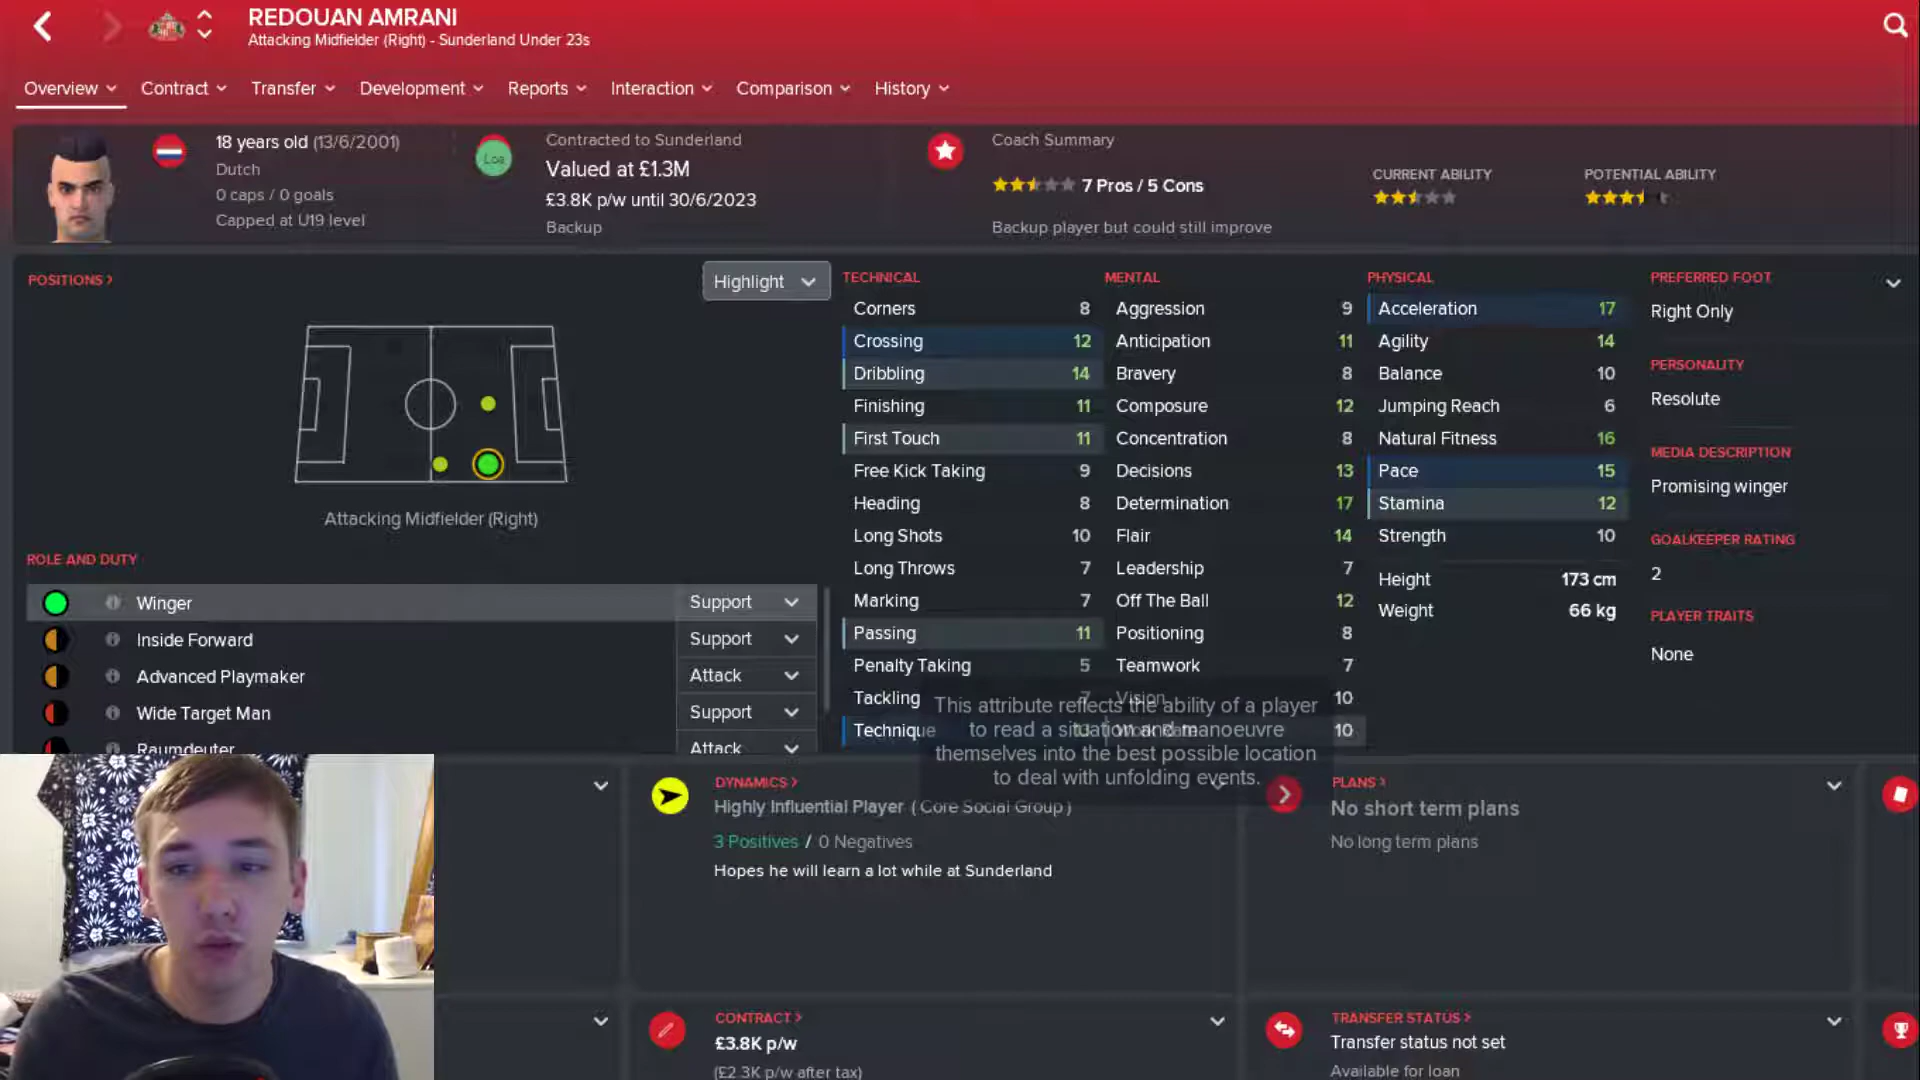 REDOUAN AMRANI
Attacking Midfielder (Right) - Sunderland Under 23s
Overview Contract Transfer Development Reports Interaction Comparison History
18 years old (13/6/2001)
Dutch
0 caps / 0 goals
Capped at U19 level
Loa
Contracted to Sunderland
Valued at £1.3M
£3.8K p/w until 30/6/2023
Backup
Coach Summary
7 Pros / 5 Cons
Backup player but could still improve
CURRENT ABILITY
POTENTIAL ABILITY
POSITIONS >
Highlight
Attacking Midfielder (Right)
ROLE AND DUTY
Winger Support
Inside Forward Support
Advanced Playmaker Attack
Wide Target Man Support
Raumdeuter Attack
TECHNICAL
Corners 8
Crossing 12
Dribbling 14
Finishing 11
First Touch 11
Free Kick Taking 9
Heading 8
Long Shots 10
Long Throws 7
Marking 7
Passing 11
Penalty Taking 5
Tackling 7
Technique 13
MENTAL
Aggression 9
Anticipation 11
Bravery 8
Composure 12
Concentration 8
Decisions 13
Determination 17
Flair 14
Leadership 7
Off The Ball 12
Positioning 8
Teamwork 7
Vision 10
Work Rate 10
This attribute reflects the ability of a player
to read a situation and manoeuvre
themselves into the best possible location
to deal with unfolding events.
PHYSICAL
Acceleration 17
Agility 14
Balance 10
Jumping Reach 6
Natural Fitness 16
Pace 15
Stamina 12
Strength 10
Height 173 cm
Weight 66 kg
PREFERRED FOOT
Right Only
PERSONALITY
Resolute
MEDIA DESCRIPTION
Promising winger
GOALKEEPER RATING
2
PLAYER TRAITS
None
DYNAMICS >
Highly Influential Player ( Core Social Group )
3 Positives / 0 Negatives
Hopes he will learn a lot while at Sunderland
PLANS >
No short term plans
No long term plans
CONTRACT >
£3.8K p/w
(£2.3K p/w after tax)
TRANSFER STATUS >
Transfer status not set
Available for loan